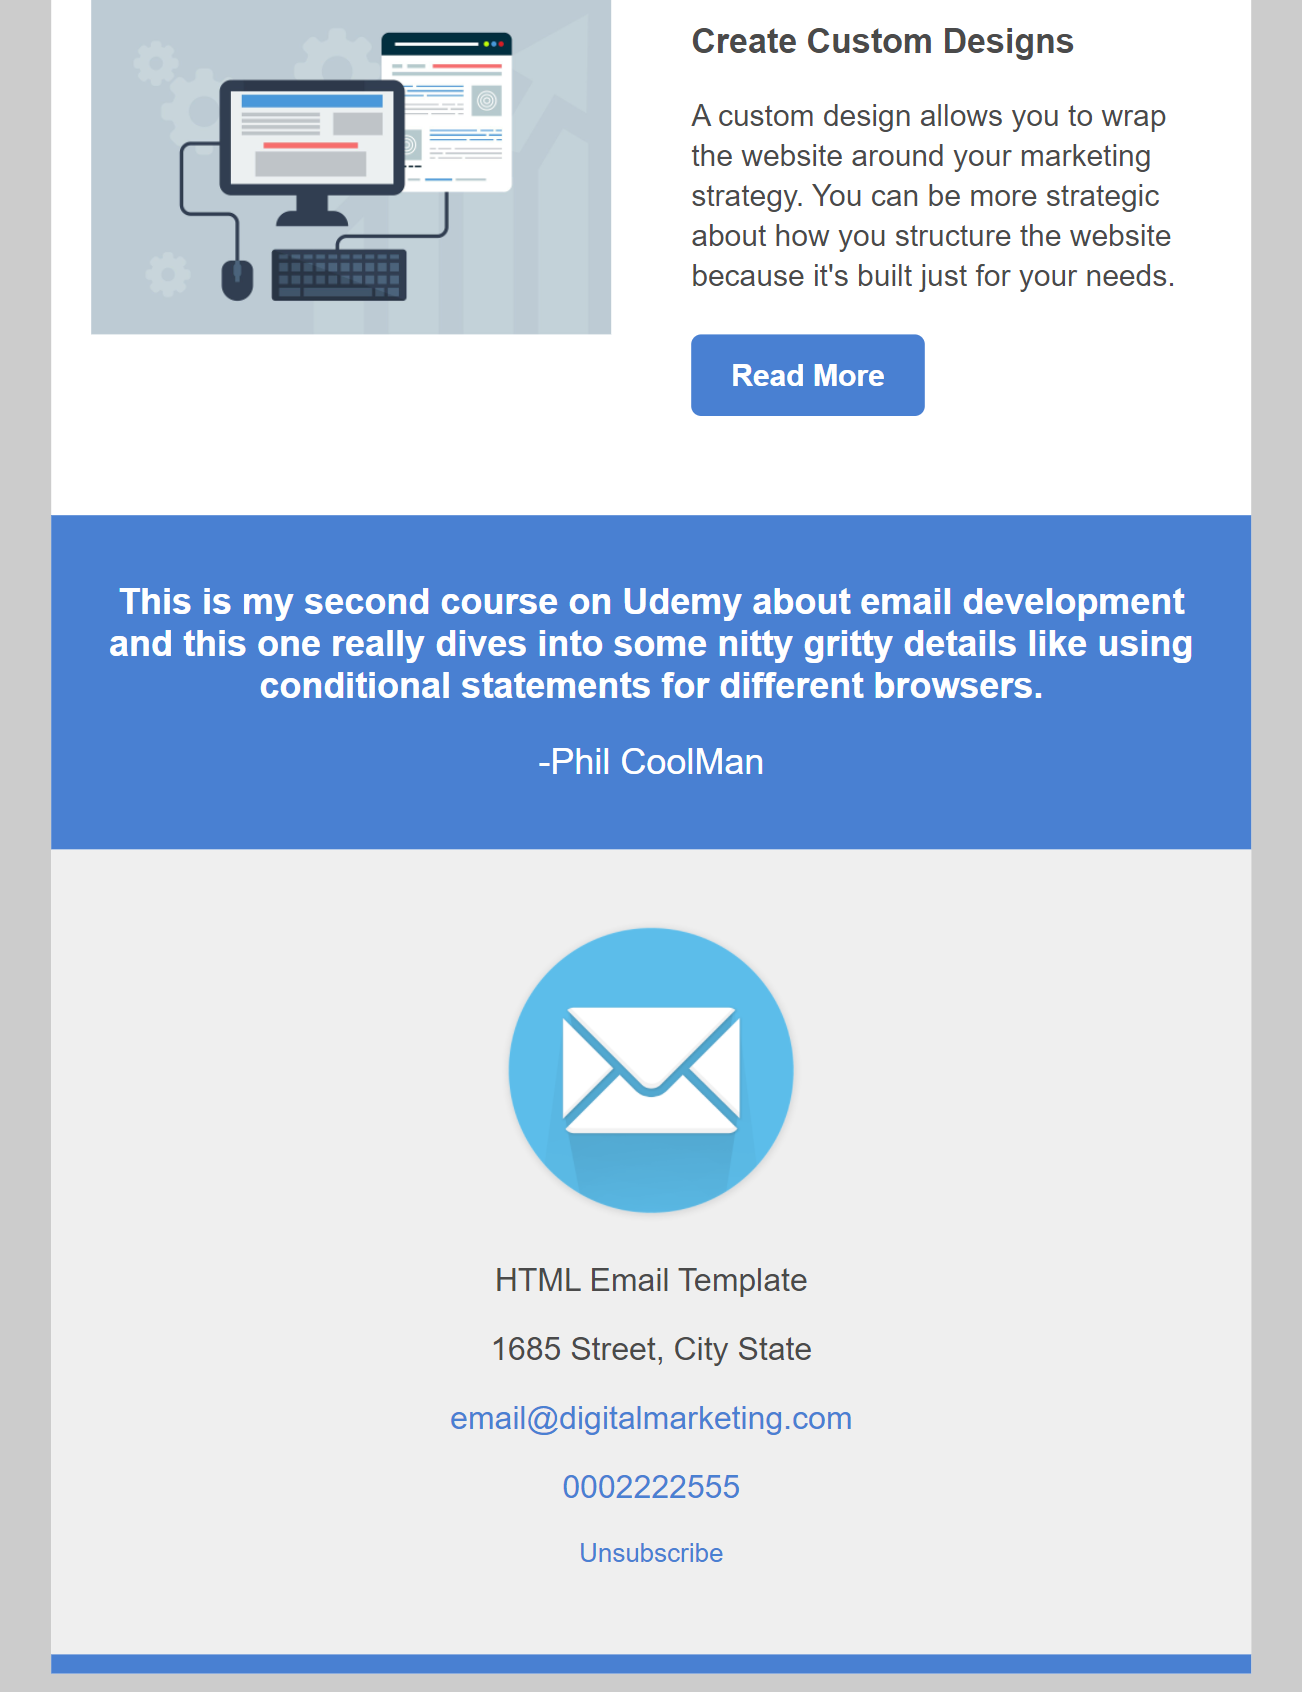 Create Custom Designs
A custom design allows you to wrap
the website around your marketing
strategy. You can be more strategic
about how you structure the website
because it's built just for your needs.
Read More
This is my second course on Udemy about email development
and this one really dives into some nitty gritty details like using
conditional statements for different browsers.
-Phil CoolMan
HTML Email Template
1685 Street, City State
email@digitalmarketing.com
0002222555
Unsubscribe